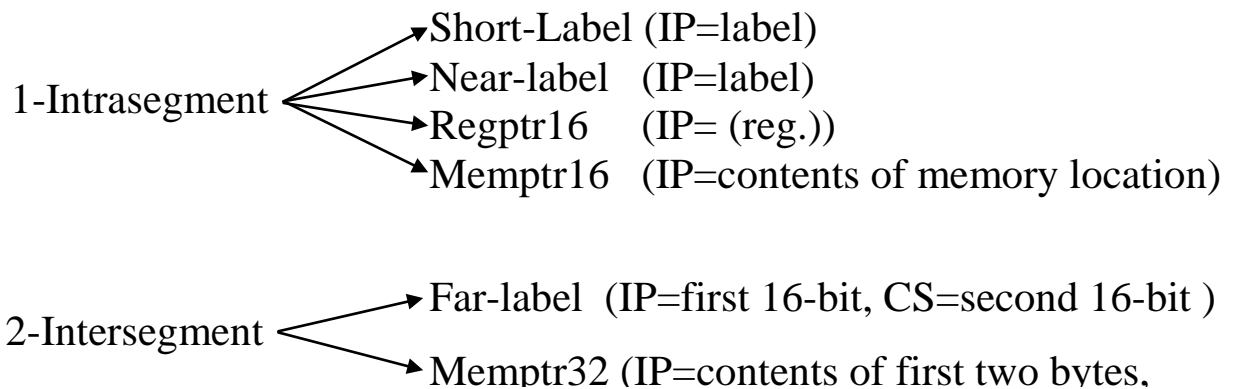 Short-Label (IP=label)
Near-label (IP=label)
1-Intrasegment
Regptr16 (IP= (reg.))
Memptr16 (IP=contents of memory location)
Far-label (IP=first 16-bit, CS=second 16-bit )
2-Intersegment
Memptr32 (IP=contents of first two bytes,